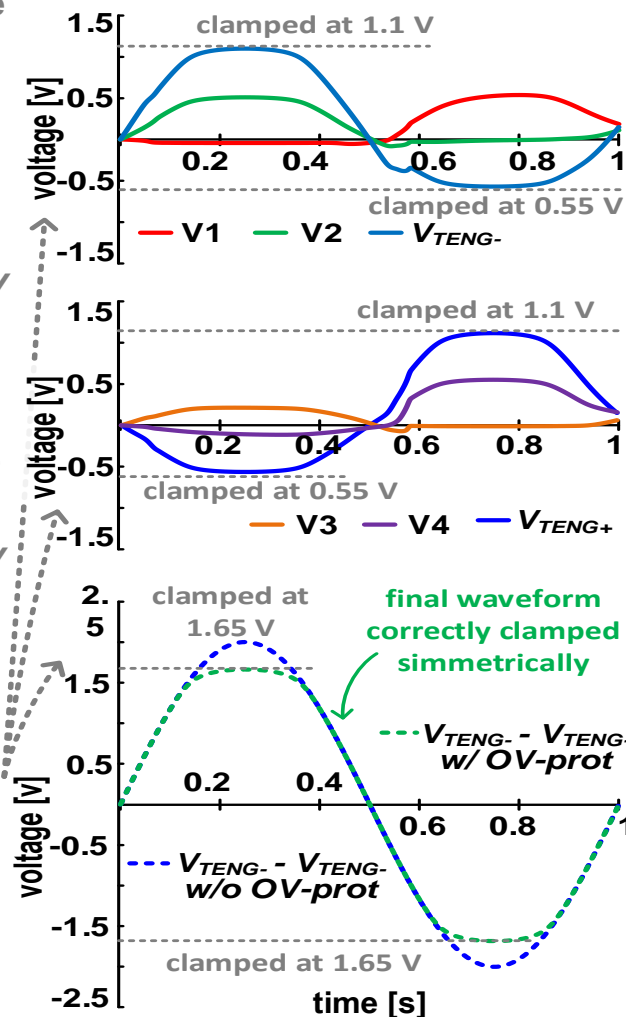 clamped at 1.1 V
voltage [v]
1.5
0.5
-0.5
-1.5
0.2 0.4 0.6 0.8 1
clamped at 0.55 V
V1 V2 VTENG-
clamped at 1.1 V
voltage [v]
1.5
0.5
-0.5
-1.5
0.2 0.4 0.6 0.8 1
clamped at 0.55 V
V3 V4 VTENG+
clamped at
1.65 V
final waveform
correctly clamped
simmetrically
voltage [v]
2.
5
1.5
0.5
-0.5
-1.5
-2.5
VTENG- - VTENG-
w/ OV-prot
0.2 0.4
0.6 0.8 1
VTENG- - VTENG-
w/o OV-prot
clamped at 1.65 V
time [s]